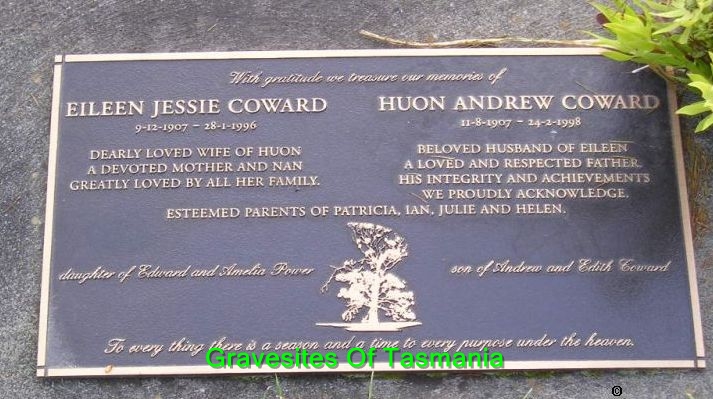 With gratitude we treasure our memories of
EILEEN JESSIE COWARD
9-12-1907 - 28-1-1996
DEARLY LOVED WIFE OF HUON
A DEVOTED MOTHER AND NAN
GREATLY LOVED BY ALL HER FAMILY.
HUON ANDREW COWARD
11-8-1907 - 24-2-1998
BELOVED HUSBAND OF EILEEN
A LOVED AND RESPECTED FATHER.
HIS INTEGRITY AND ACHIEVEMENTS
WE PROUDLY ACKNOWLEDGE.
ESTEEMED PARENTS OF PATRICIA, IAN, JULIE AND HELEN.
daughter of Edward and Amelia Power
son of Andrew and Edith Coward
To every thing there is a season and a time to every purpose under the heaven.
Gravesites Of Tasmania
©